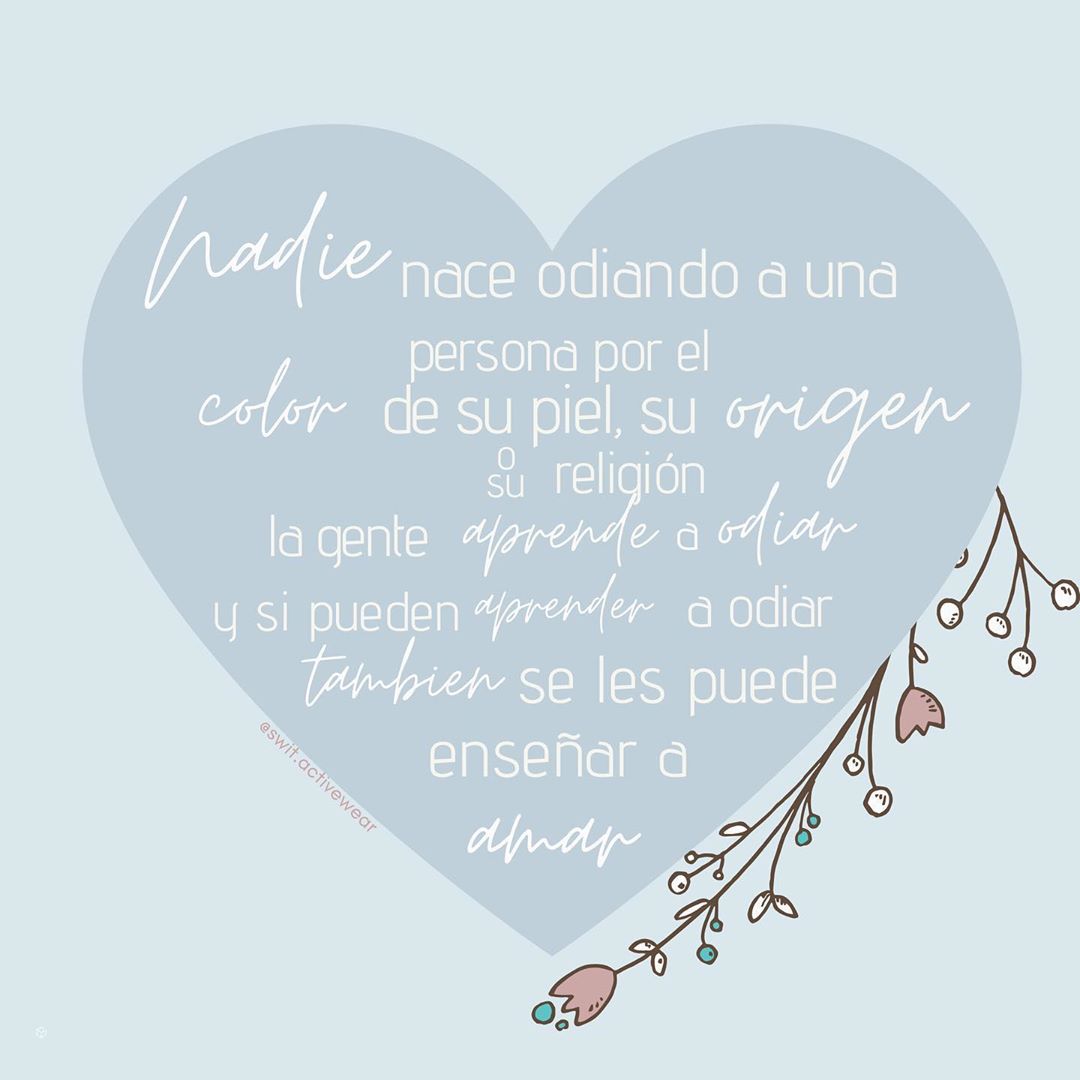 Nadie nace odiando a una
persona por el
color de su piel, su origen
o
su religión
la gente aprende a odiar
y si pueden aprender a odiar
tambien se les puede
enseñar a
amar
@swit.activewear